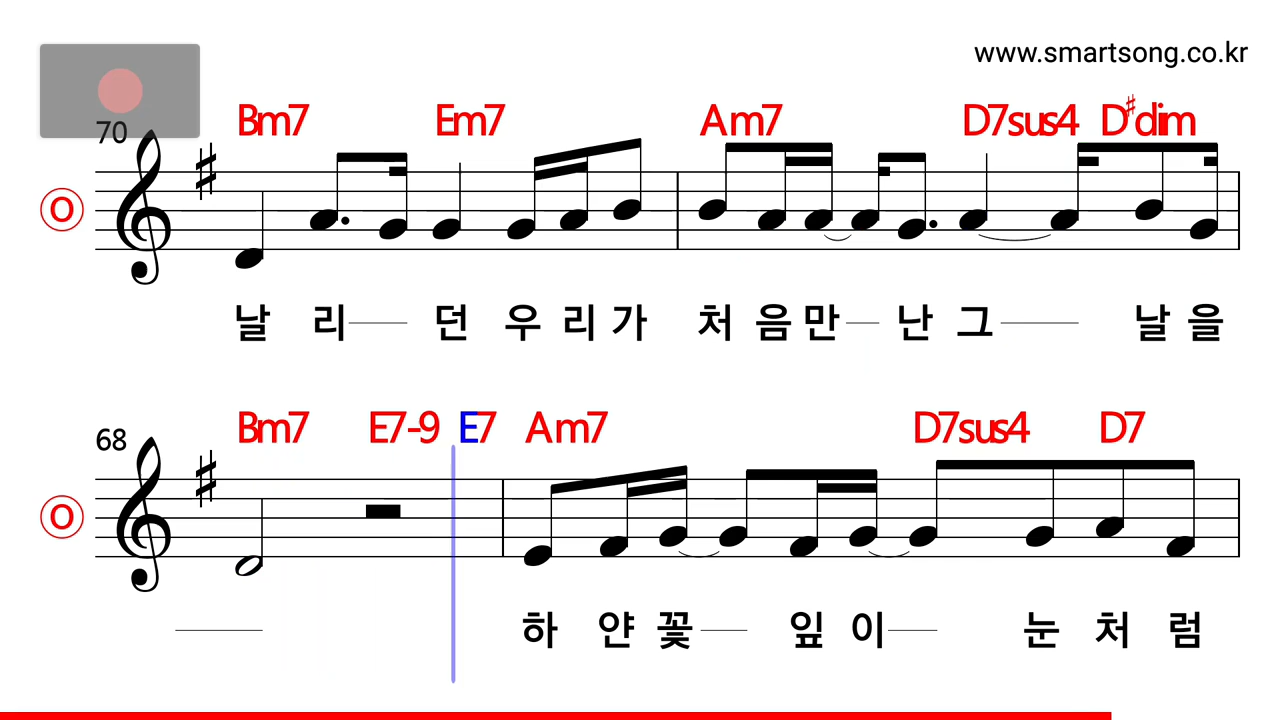 www.smartsong.co.kr
70
Bm7 Em7 Am7 D7sus4 D♯dim
O
날 리 던 우 리 가 처 음 만 난 그 날 을
68
Bm7 E7-9 E7 Am7 D7sus4 D7
O
하 얀 꽃 잎 이 눈 처 럼